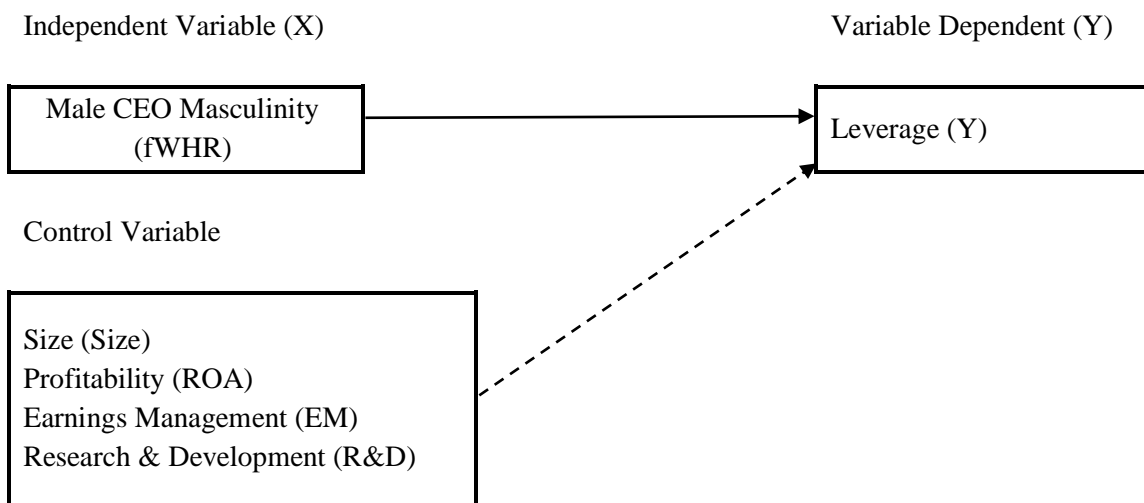 Independent Variable (X)
Variable Dependent (Y)
Male CEO Masculinity
(fWHR)
Leverage (Y)
Control Variable
Size (Size)
Profitability (ROA)
Earnings Management (EM)
Research & Development (R&D)